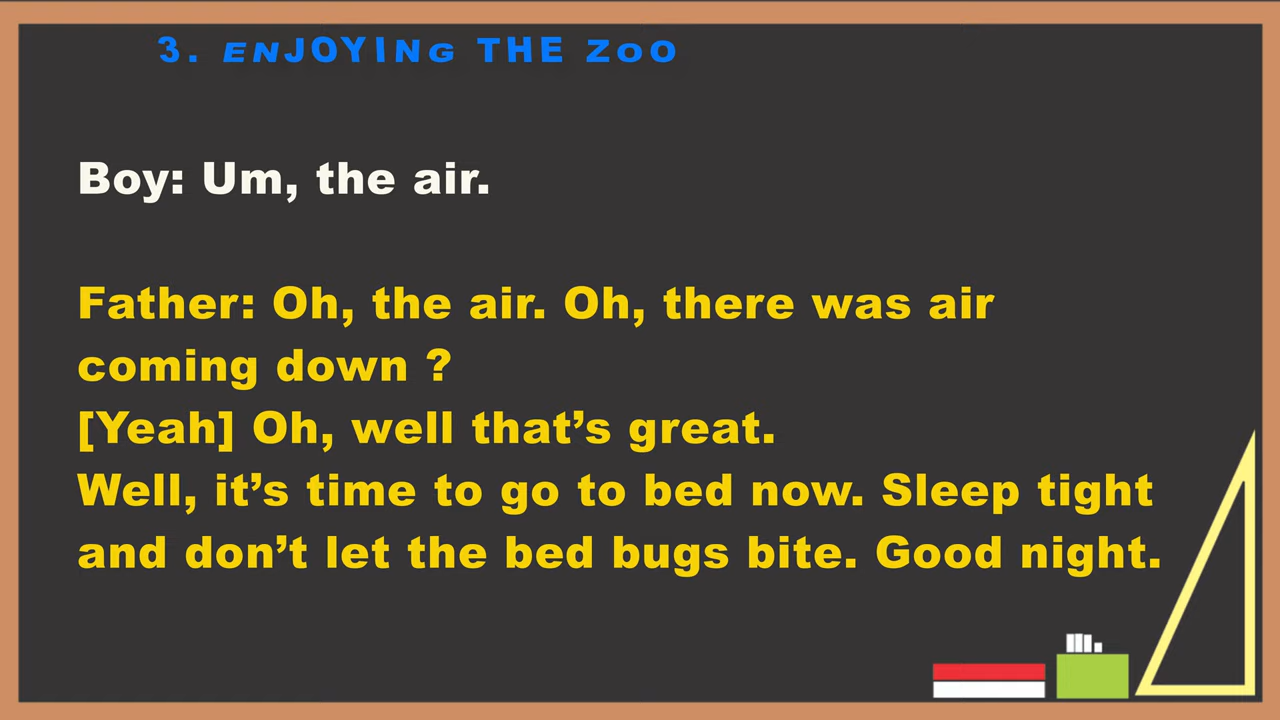 3. ENJOYING THE ZOO
Boy: Um, the air.
Father: Oh, the air. Oh, there was air
coming down ?
[Yeah] Oh, well that’s great.
Well, it’s time to go to bed now. Sleep tight
and don’t let the bed bugs bite. Good night.